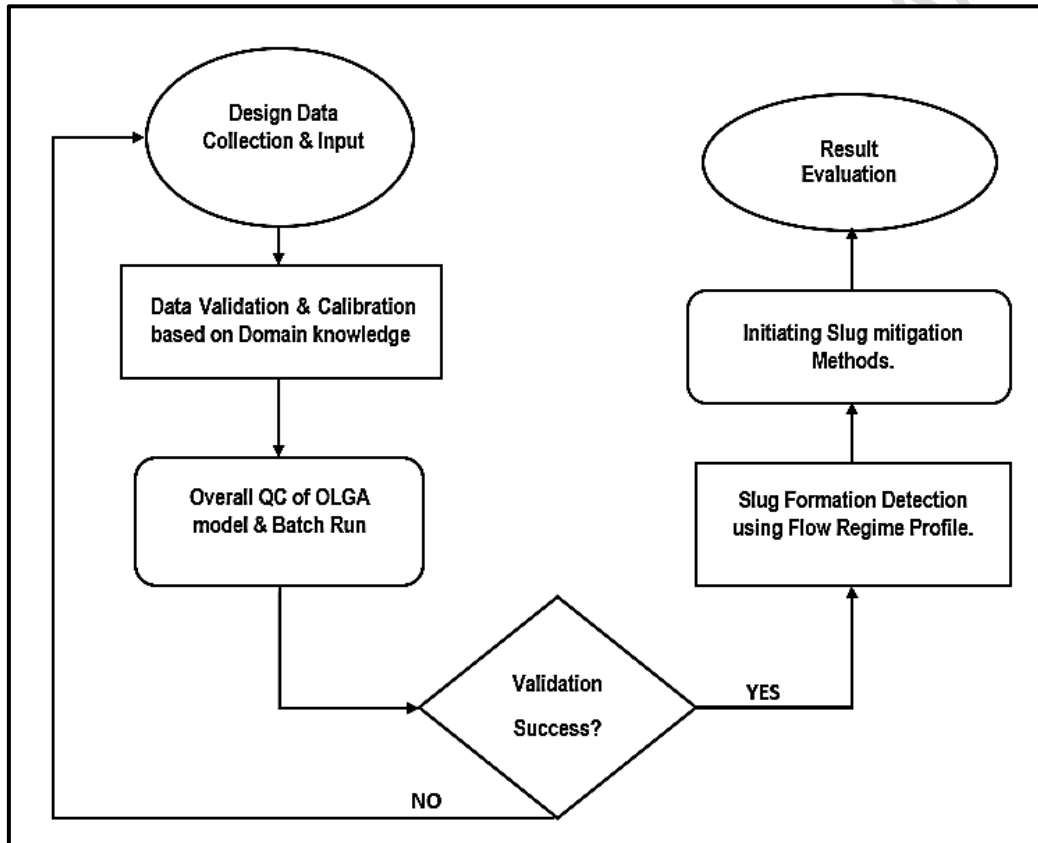 Design Data
Collection & Input
Data Validation & Calibration
based on Domain knowledge
Overall QC of OLGA
model & Batch Run
Validation
Success?
NO
YES
Slug Formation Detection
using Flow Regime Profile.
Initiating Slug mitigation
Methods.
Result
Evaluation